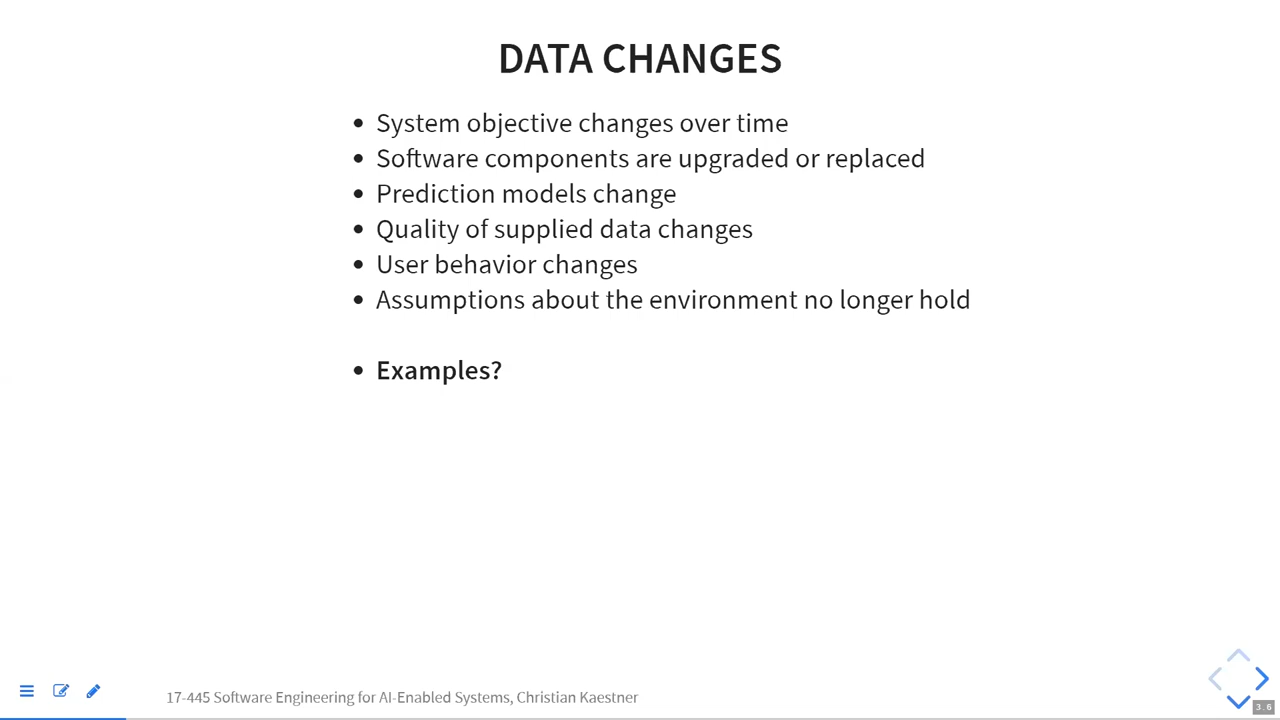 DATA CHANGES
System objective changes over time
Software components are upgraded or replaced
Prediction models change
Quality of supplied data changes
User behavior changes
Assumptions about the environment no longer hold
Examples?
17-445 Software Engineering for AI-Enabled Systems, Christian Kaestner
3.6